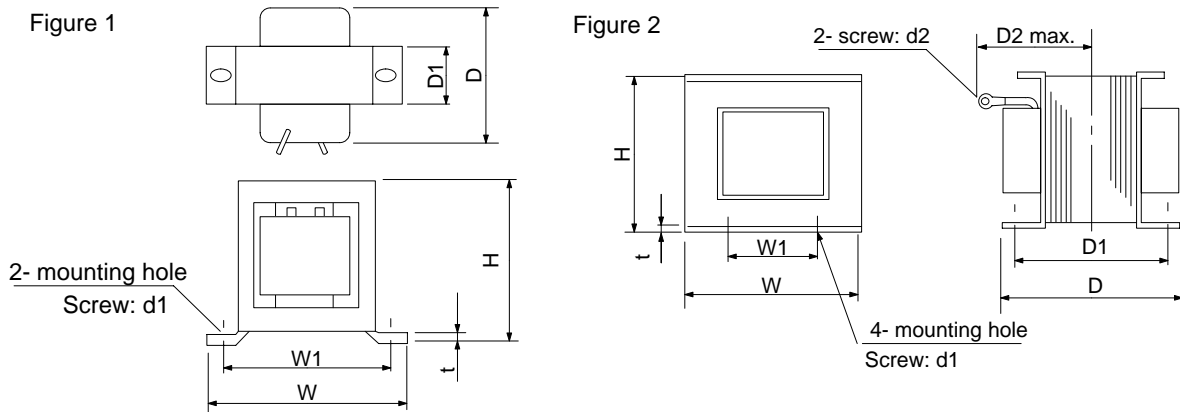 Figure 1
D1
D
H
2- mounting hole
Screw: d1
W1
W
t
Figure 2
2- screw: d2
D2 max.
H
t
W1
W
D1
D
4- mounting hole
Screw: d1